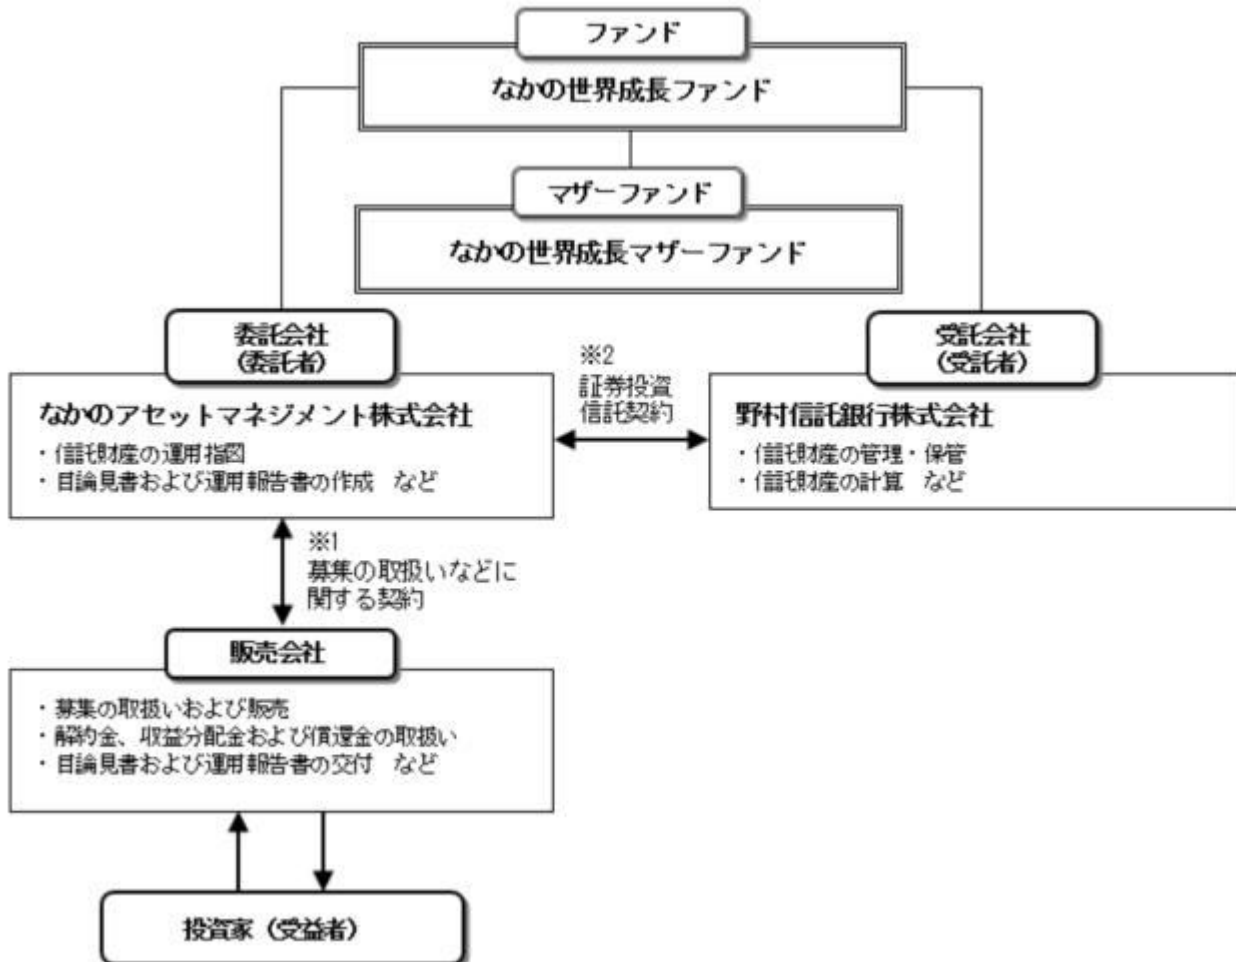 ファンド
なかの世界成長ファンド
マザーファンド
なかの世界成長マザーファンド
委託会社
(委託者)
なかのアセットマネジメント株式会社
・信託財産の運用指図
・目論見書および運用報告書の作成　など
※2
証券投資
信託契約
受託会社
(受託者)
野村信託銀行株式会社
・信託財産の管理・保管
・信託財産の計算　など
※1
募集の取扱いなどに
関する契約
販売会社
・募集の取扱いおよび販売
・解約金、収益分配金および償還金の取扱い
・目論見書および運用報告書の交付　など
投資家（受益者）